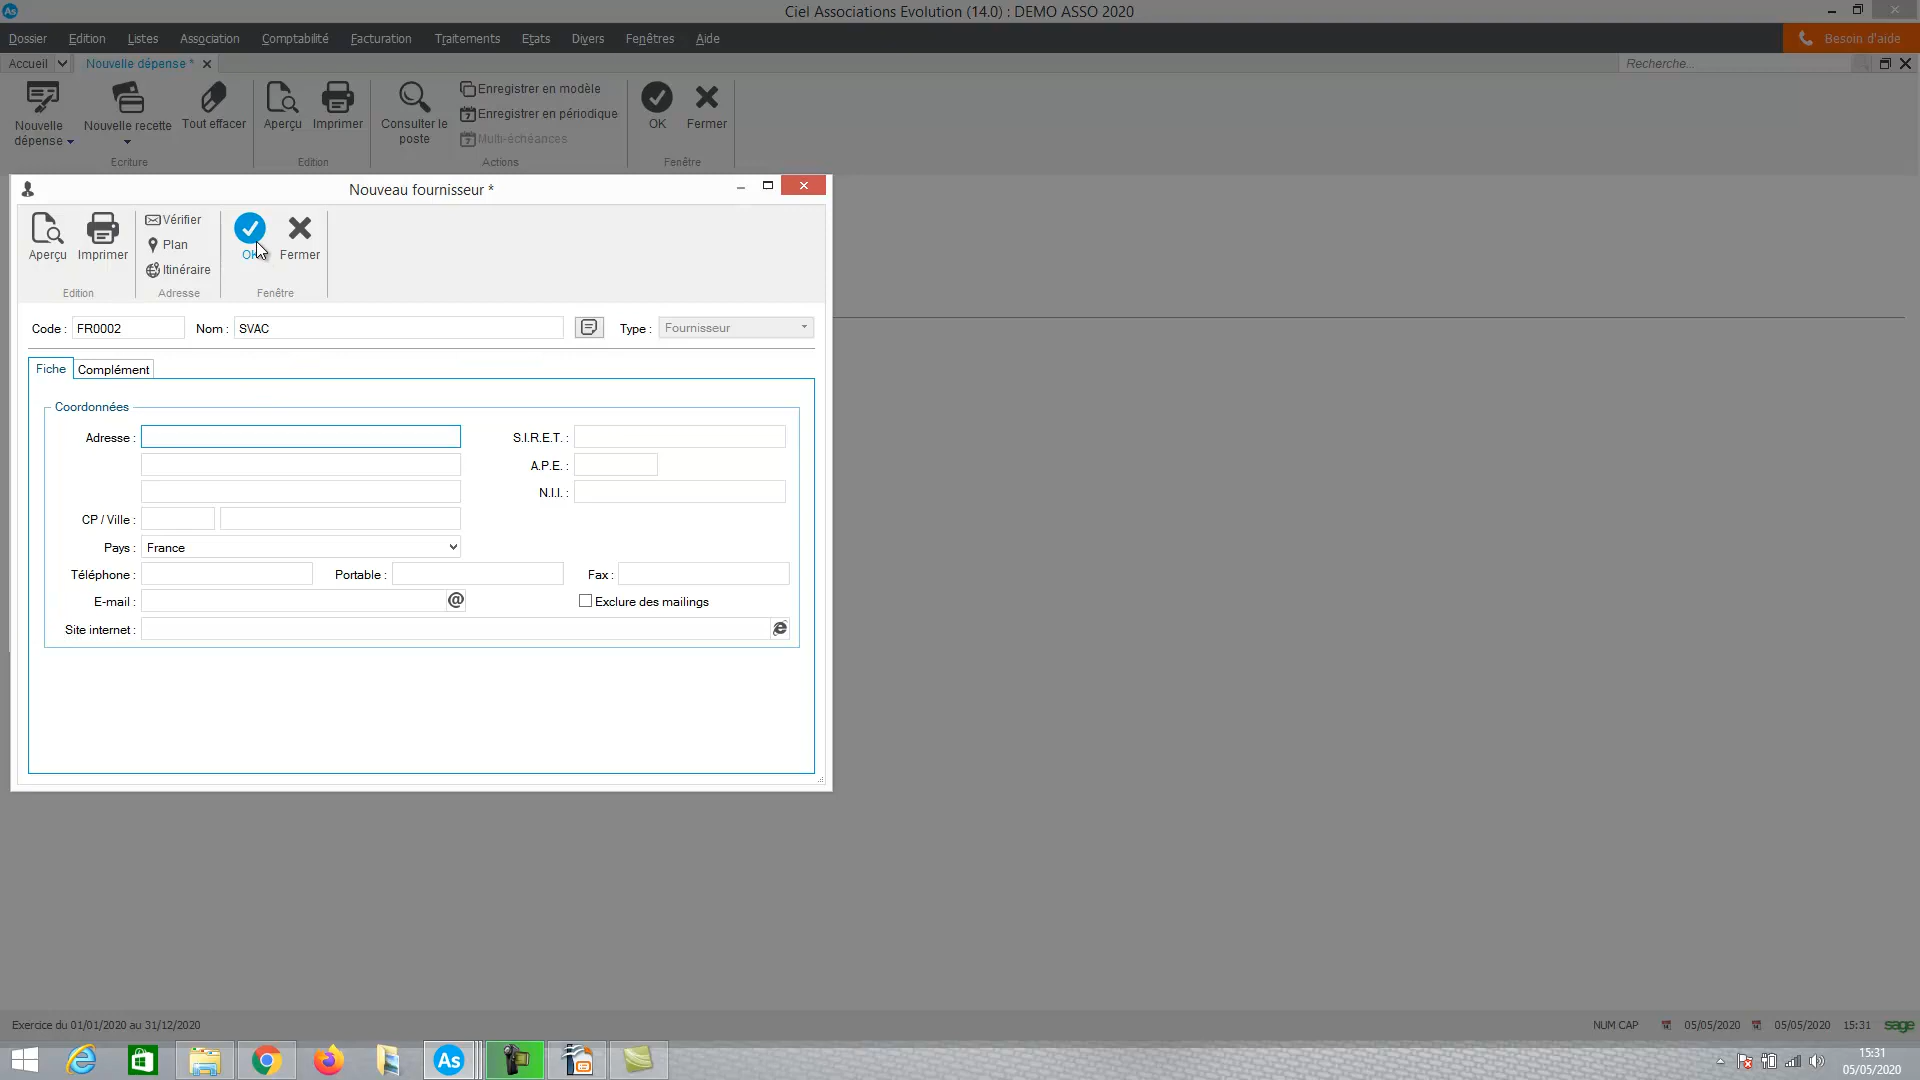 As Ciel Associations Evolution (14.0) : DEMO ASSO 2020
Dossier Edition Listes Association Comptabilité Facturation Traitements Etats Divers Fenêtres Aide Besoin d'aide
Accueil Nouvelle dépense * Recherche...
Nouvelle dépense
Nouvelle recette
Tout effacer
Ecriture
Aperçu
Imprimer
Edition
Consulter le poste
Enregistrer en modèle
Enregistrer en périodique
Multi-échéances
Actions
OK
Fermer
Fenêtre
Nouveau fournisseur *
Aperçu
Imprimer
Edition
Vérifier
Plan
Itinéraire
Adresse
OK
Fermer
Fenêtre
Code : FR0002 Nom : SVAC Type : Fournisseur
Fiche Complément
Coordonnées
Adresse : S.I.R.E.T. :
A.P.E. :
N.I.I. :
CP / Ville :
Pays : France
Téléphone : Portable : Fax :
E-mail : @ Exclure des mailings
Site internet :
Exercice du 01/01/2020 au 31/12/2020 NUM CAP 05/05/2020 05/05/2020 15:31 sage
As
15:31
05/05/2020